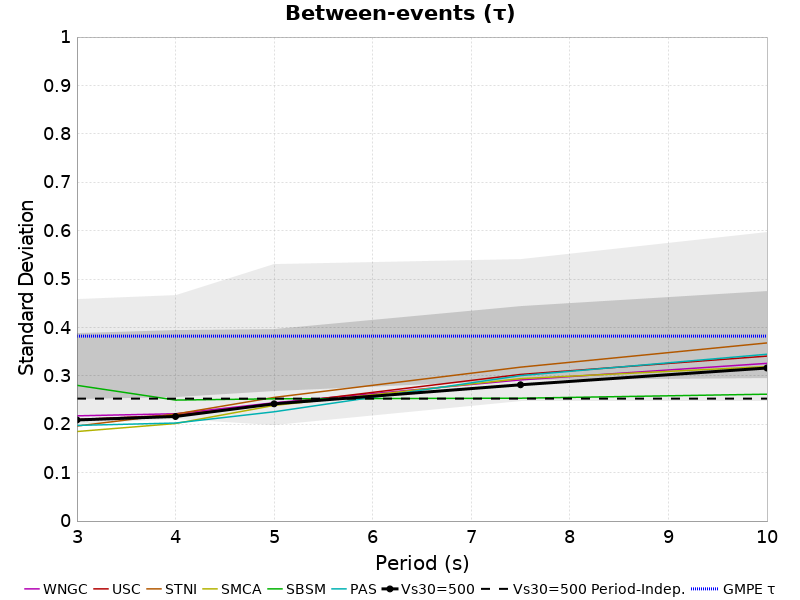 Between-events (τ)
Standard Deviation
1
0.9
0.8
0.7
0.6
0.5
0.4
0.3
0.2
0.1
0
3 4 5 6 7 8 9 10
Period (s)
WNGC USC STNI SMCA SBSM PAS Vs30=500 Vs30=500 Period-Indep. GMPE τ